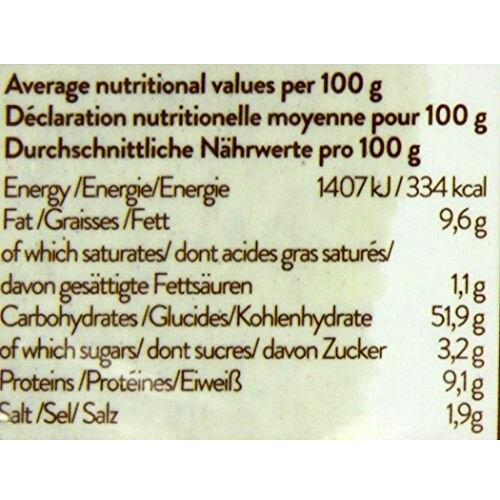 Average nutritional values per 100 g
Déclaration nutritionelle moyenne pour 100 g
Durchschnittliche Nährwerte pro 100 g
Energy /Energie/Energie 1407 kJ / 334 kcal
Fat /Graisses /Fett 9,6 g
of which saturates/ dont acides gras saturés/
davon gesättigte Fettsäuren 1,1 g
Carbohydrates /Glucides/Kohlenhydrate 51,9 g
of which sugars/ dont sucres/ davon Zucker 3,2 g
Proteins /Protéines/Eiweiß 9,1 g
Salt /Sel/ Salz 1,9g